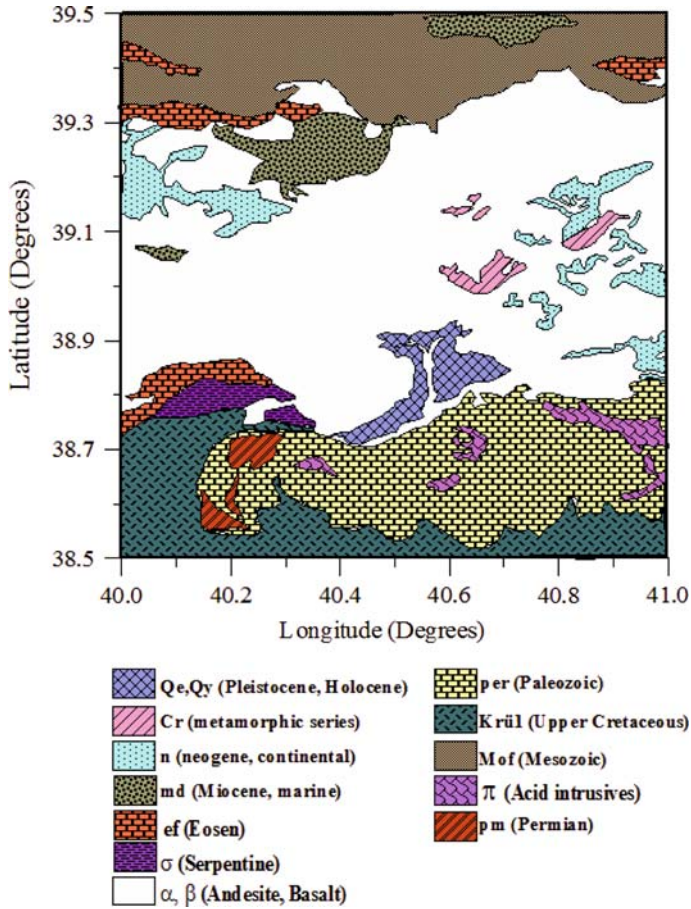 39.5
39.3
39.1
38.9
38.7
38.5
Latitude (Degrees)
40.0 40.2 40.4 40.6 40.8 41.0
Longitude (Degrees)
Qe,Qy (Pleistocene, Holocene)
Cr (metamorphic series)
n (neogene, continental)
md (Miocene, marine)
ef (Eosen)
σ (Serpentine)
α, β (Andesite, Basalt)
per (Paleozoic)
Krül (Upper Cretaceous)
Mof (Mesozoic)
π (Acid intrusives)
pm (Permian)